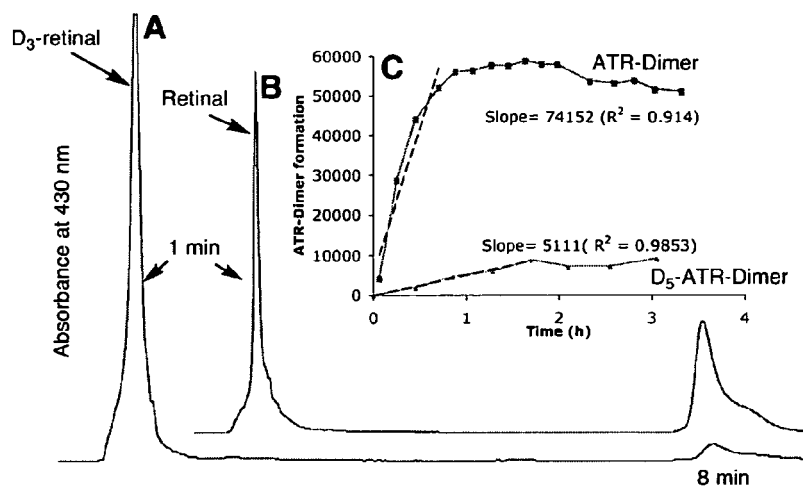 D3-retinal
A
Retinal
B
1 min
Absorbance at 430 nm
C
ATR-Dimer
Slope= 74152 (R2 = 0.914)
Slope= 5111( R2 = 0.9853)
D5-ATR-Dimer
ATR-Dimer formation
60000
50000
40000
30000
20000
10000
0
0 1 2 3 4
Time (h)
8 min